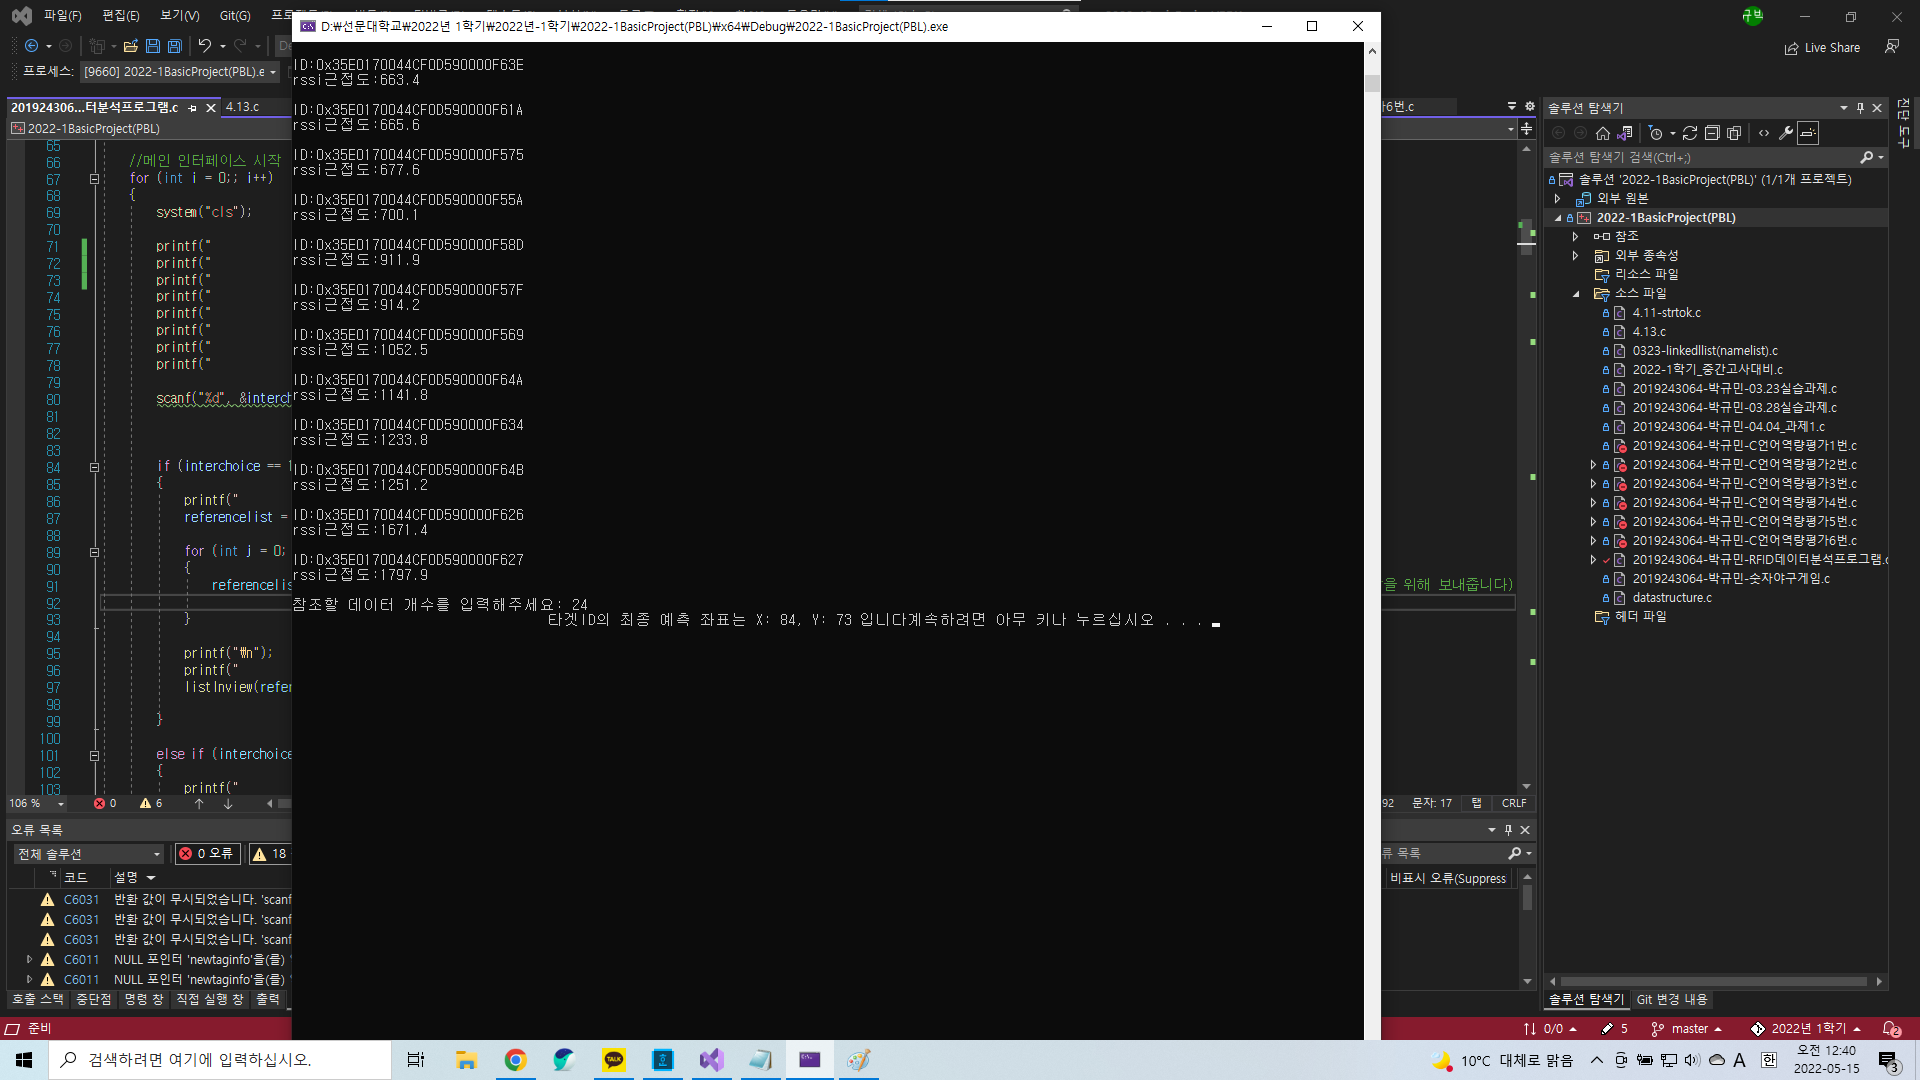 파일(F) 편집(E) 보기(V) Git(G)
D:₩선문대학교₩2022년 1학기₩2022년-1학기₩2022-1BasicProject(PBL)₩x64₩Debug₩2022-1BasicProject(PBL).exe
구박
Live Share
프로세스: [9660] 2022-1BasicProject(PBL).e
201924306...터분석프로그램.c 4.13.c
가6번.c
2022-1BasicProject(PBL)
65
66 //메인 인터페이스 시작
67 for (int i = 0;; i++)
68 {
69 system("cls");
70
71 printf("
72 printf("
73 printf("
74 printf("
75 printf("
76 printf("
77 printf("
78 printf("
79
80 scanf("%d", &interch
81
82
83
84 if (interchoice == 1
85 {
86 printf("
87 referencelist =
88
89 for (int j = 0;
90 {
91 referencelis
92
93 }
94
95 printf("₩n");
96 printf("
97 listInview(refer
98
99 }
100
101 else if (interchoice
102 {
103 printf("
을 위해 보내줍니다)
ID:0x35E0170044CF0D590000F63E
rssi근접도:663.4
ID:0x35E0170044CF0D590000F61A
rssi근접도:665.6
ID:0x35E0170044CF0D590000F575
rssi근접도:677.6
ID:0x35E0170044CF0D590000F55A
rssi근접도:700.1
ID:0x35E0170044CF0D590000F58D
rssi근접도:911.9
ID:0x35E0170044CF0D590000F57F
rssi근접도:914.2
ID:0x35E0170044CF0D590000F569
rssi근접도:1052.5
ID:0x35E0170044CF0D590000F64A
rssi근접도:1141.8
ID:0x35E0170044CF0D590000F634
rssi근접도:1233.8
ID:0x35E0170044CF0D590000F64B
rssi근접도:1251.2
ID:0x35E0170044CF0D590000F626
rssi근접도:1671.4
ID:0x35E0170044CF0D590000F627
rssi근접도:1797.9
참조할 데이터 개수를 입력해주세요: 24
타겟ID의 최종 예측 좌표는 X: 84, Y: 73 입니다계속하려면 아무 키나 누르십시오 . . .
솔루션 탐색기
솔루션 탐색기 검색(Ctrl+;)
솔루션 '2022-1BasicProject(PBL)' (1/1개 프로젝트)
외부 원본
2022-1BasicProject(PBL)
참조
외부 종속성
리소스 파일
소스 파일
4.11-strtok.c
4.13.c
0323-linkedllist(namelist).c
2022-1학기_중간고사대비.c
2019243064-박규민-03.23실습과제.c
2019243064-박규민-03.28실습과제.c
2019243064-박규민-04.04_과제1.c
2019243064-박규민-C언어역량평가1번.c
2019243064-박규민-C언어역량평가2번.c
2019243064-박규민-C언어역량평가3번.c
2019243064-박규민-C언어역량평가4번.c
2019243064-박규민-C언어역량평가5번.c
2019243064-박규민-C언어역량평가6번.c
2019243064-박규민-RFID데이터분석프로그램.c
2019243064-박규민-숫자야구게임.c
datastructure.c
헤더 파일
진단 도구
106 % 0 6
92 문자: 17 탭 CRLF
오류 목록
전체 솔루션 0 오류 18
류 목록
코드 설명
비표시 오류(Suppress
C6031 반환 값이 무시되었습니다. 'scanf
C6031 반환 값이 무시되었습니다. 'scanf
C6031 반환 값이 무시되었습니다. 'scanf
C6011 NULL 포인터 'newtaginfo'을(를)
C6011 NULL 포인터 'newtaginfo'을(를)
호출 스택 중단점 명령 창 직접 실행 창 출력
솔루션 탐색기 Git 변경 내용
준비
0/0 5 master 2022년 1학기 2
검색하려면 여기에 입력하십시오.
TALK
10°C 대체로 맑음 A 한
오전 12:40
2022-05-15
3